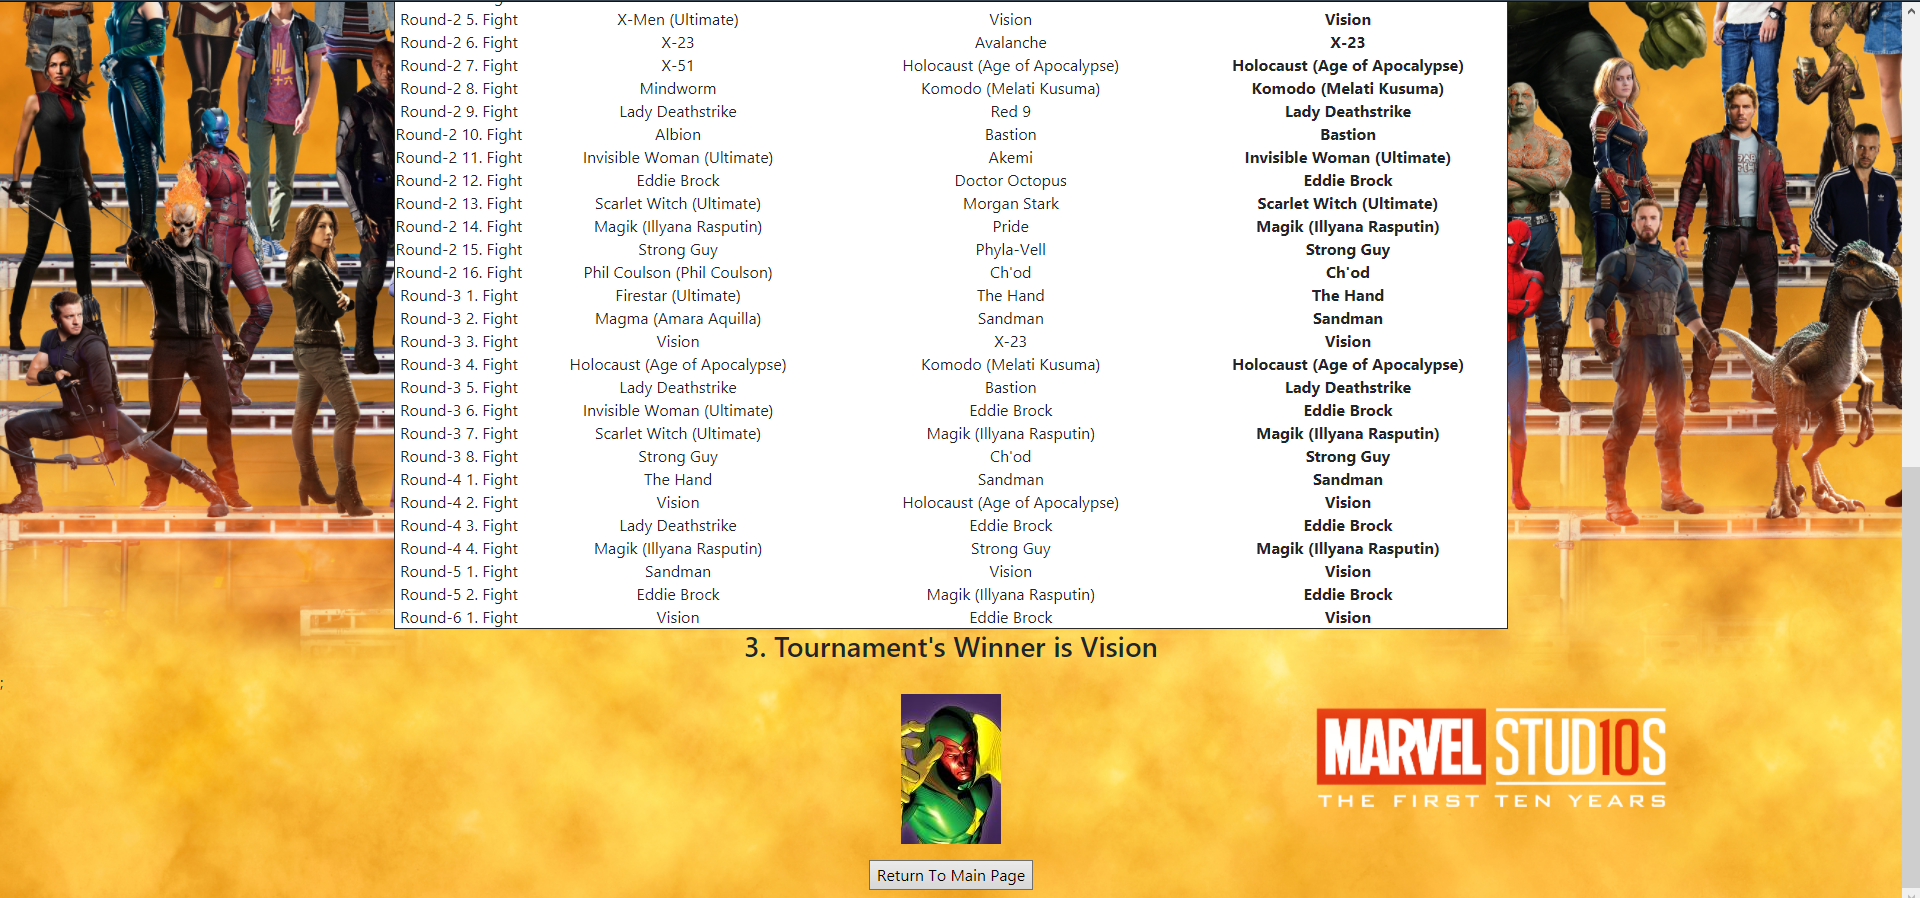 Round-2 5. Fight X-Men (Ultimate) Vision Vision
Round-2 6. Fight X-23 Avalanche X-23
Round-2 7. Fight X-51 Holocaust (Age of Apocalypse) Holocaust (Age of Apocalypse)
Round-2 8. Fight Mindworm Komodo (Melati Kusuma) Komodo (Melati Kusuma)
Round-2 9. Fight Lady Deathstrike Red 9 Lady Deathstrike
Round-2 10. Fight Albion Bastion Bastion
Round-2 11. Fight Invisible Woman (Ultimate) Akemi Invisible Woman (Ultimate)
Round-2 12. Fight Eddie Brock Doctor Octopus Eddie Brock
Round-2 13. Fight Scarlet Witch (Ultimate) Morgan Stark Scarlet Witch (Ultimate)
Round-2 14. Fight Magik (Illyana Rasputin) Pride Magik (Illyana Rasputin)
Round-2 15. Fight Strong Guy Phyla-Vell Strong Guy
Round-2 16. Fight Phil Coulson (Phil Coulson) Ch'od Ch'od
Round-3 1. Fight Firestar (Ultimate) The Hand The Hand
Round-3 2. Fight Magma (Amara Aquilla) Sandman Sandman
Round-3 3. Fight Vision X-23 Vision
Round-3 4. Fight Holocaust (Age of Apocalypse) Komodo (Melati Kusuma) Holocaust (Age of Apocalypse)
Round-3 5. Fight Lady Deathstrike Bastion Lady Deathstrike
Round-3 6. Fight Invisible Woman (Ultimate) Eddie Brock Eddie Brock
Round-3 7. Fight Scarlet Witch (Ultimate) Magik (Illyana Rasputin) Magik (Illyana Rasputin)
Round-3 8. Fight Strong Guy Ch'od Strong Guy
Round-4 1. Fight The Hand Sandman Sandman
Round-4 2. Fight Vision Holocaust (Age of Apocalypse) Vision
Round-4 3. Fight Lady Deathstrike Eddie Brock Eddie Brock
Round-4 4. Fight Magik (Illyana Rasputin) Strong Guy Magik (Illyana Rasputin)
Round-5 1. Fight Sandman Vision Vision
Round-5 2. Fight Eddie Brock Magik (Illyana Rasputin) Eddie Brock
Round-6 1. Fight Vision Eddie Brock Vision
3. Tournament's Winner is Vision
;
MARVEL STUD10S
THE FIRST TEN YEARS
Return To Main Page